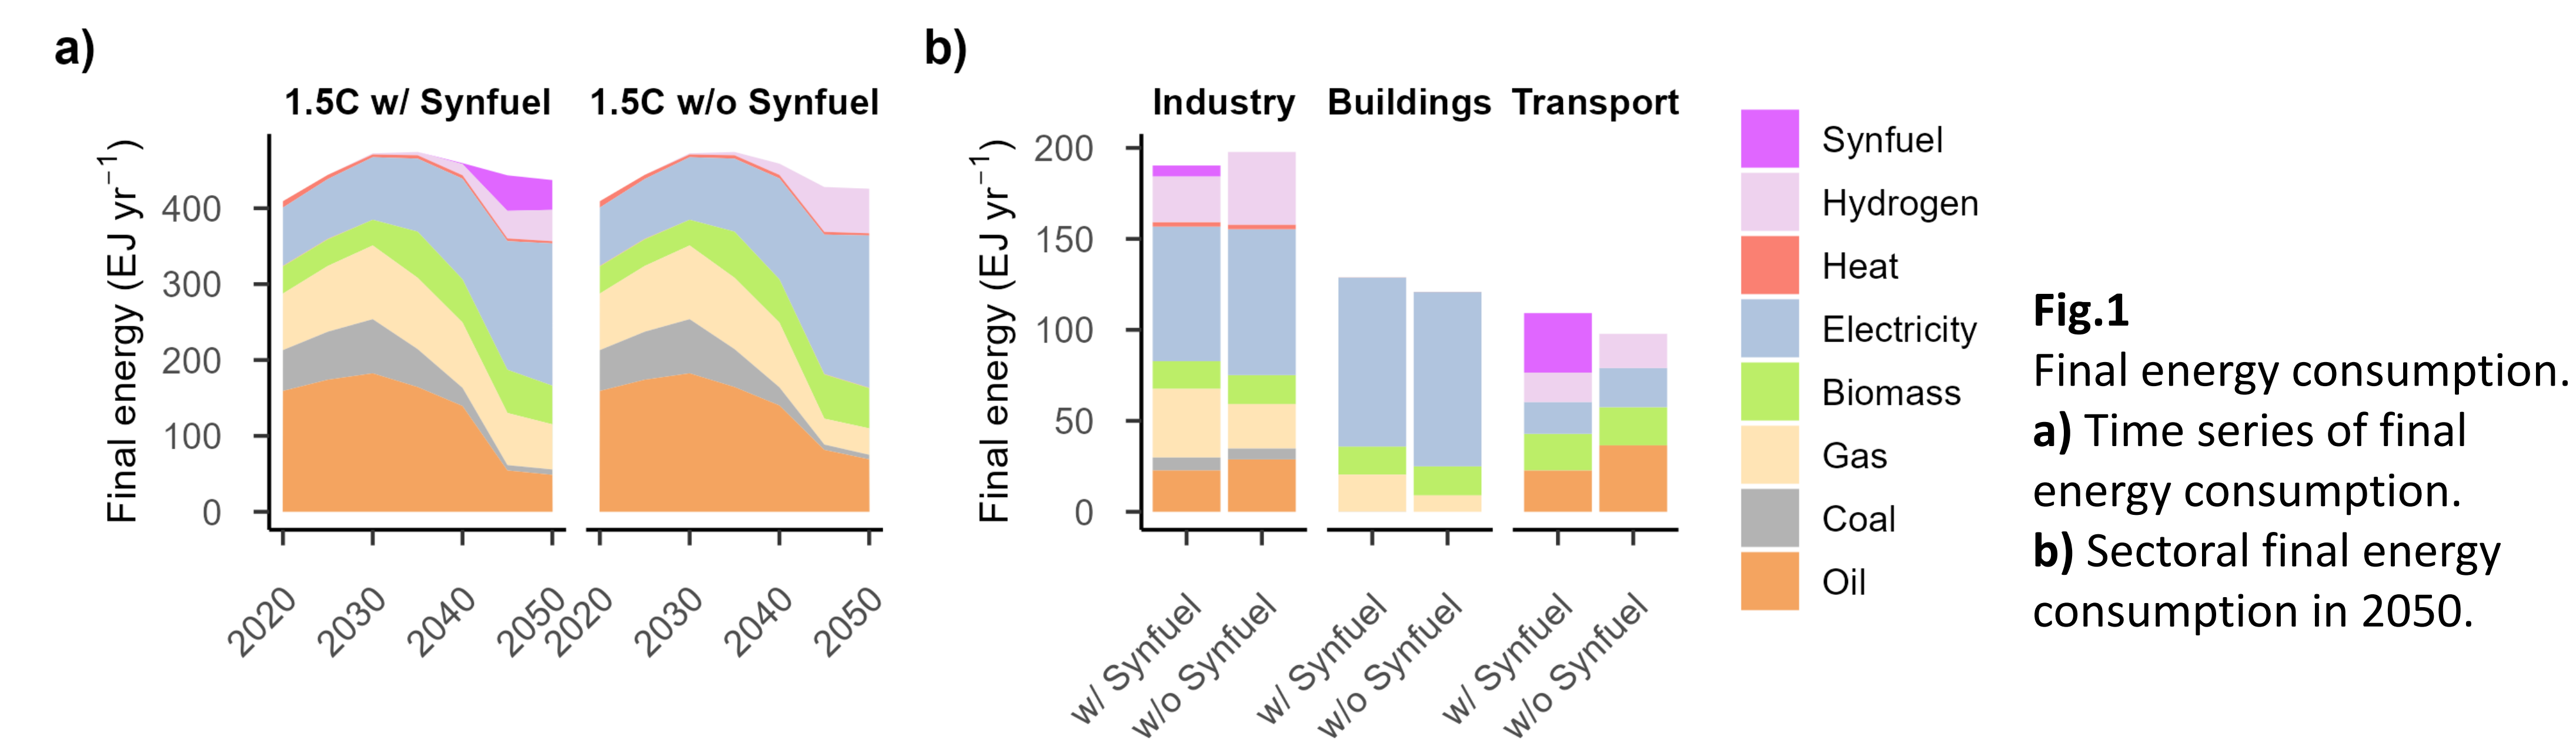 a)
1.5C w/ Synfuel
1.5C w/o Synfuel
Final energy (EJ yr⁻¹)
400
300
200
100
0
2020
2030
2040
2050
2020
2030
2040
2050
b)
Industry
Buildings
Transport
Final energy (EJ yr⁻¹)
200
150
100
50
0
w/ Synfuel
w/o Synfuel
w/ Synfuel
w/o Synfuel
w/ Synfuel
w/o Synfuel
Synfuel
Hydrogen
Heat
Electricity
Biomass
Gas
Coal
Oil
Fig.1
Final energy consumption.
a) Time series of final
energy consumption.
b) Sectoral final energy
consumption in 2050.